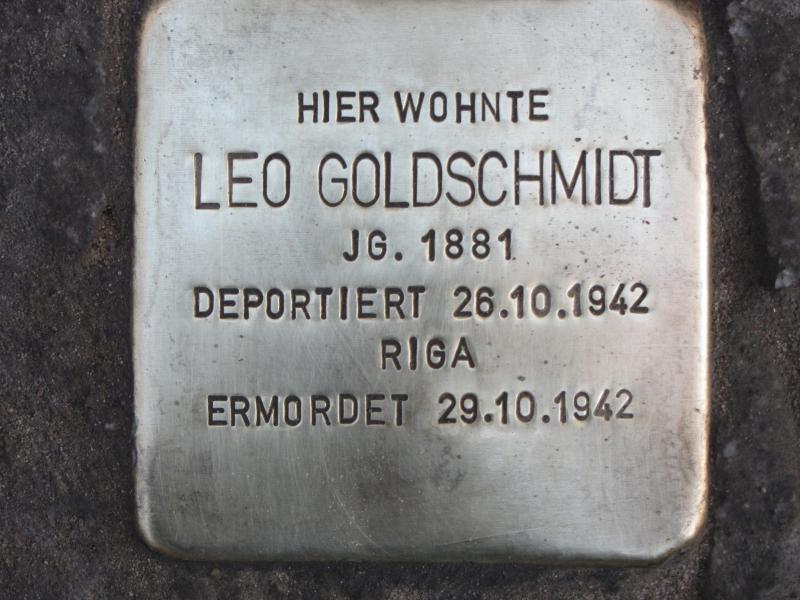 HIER WOHNTE
LEO GOLDSCHMIDT
JG. 1881
DEPORTIERT 26.10.1942
RIGA
ERMORDET 29.10.1942